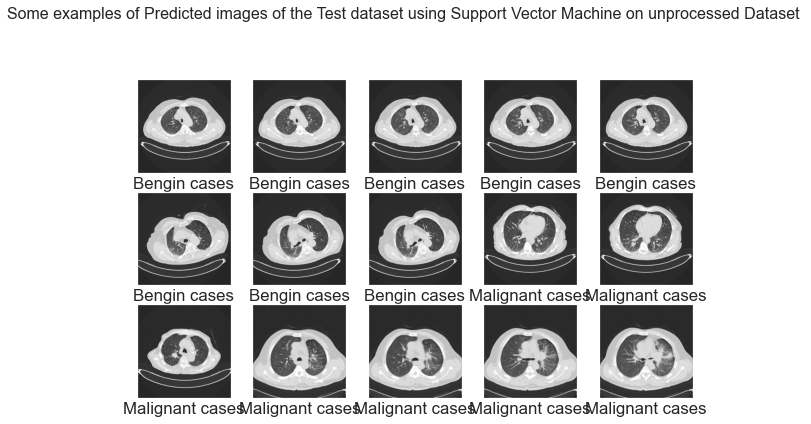 Some examples of Predicted images of the Test dataset using Support Vector Machine on unprocessed Dataset
Bengin cases Bengin cases Bengin cases Bengin cases Bengin cases
Bengin cases Bengin cases Bengin cases Malignant cases Malignant cases
Malignant cases Malignant cases Malignant cases Malignant cases Malignant cases